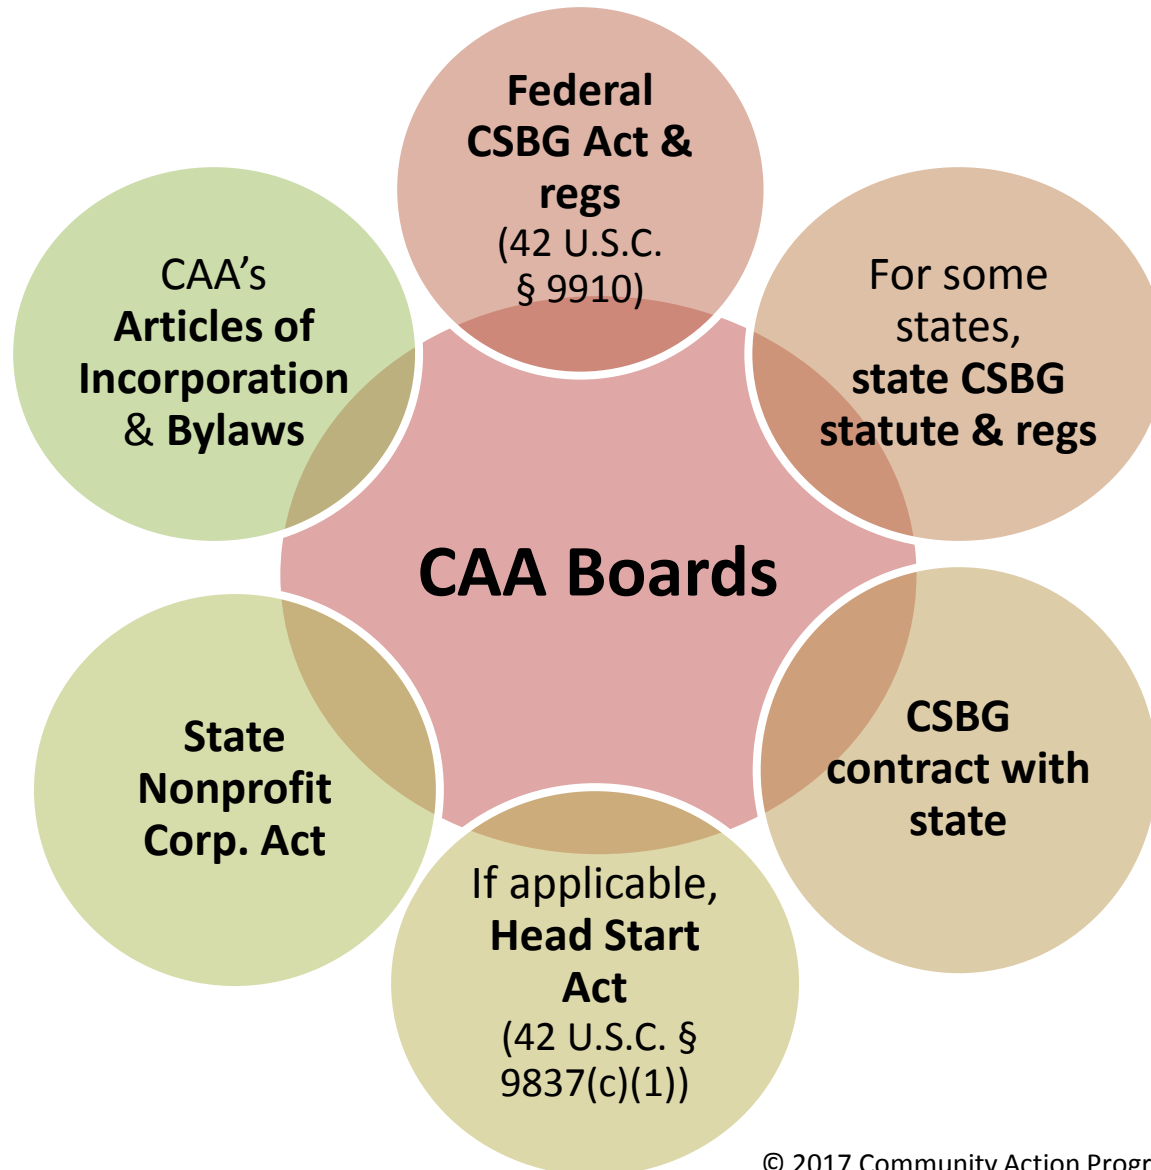 Federal
CSBG Act &
regs
(42 U.S.C.
§ 9910)
For some
states,
state CSBG
statute & regs
CSBG
contract with
state
If applicable,
Head Start
Act
(42 U.S.C. §
9837(c)(1))
State
Nonprofit
Corp. Act
CAA’s
Articles of
Incorporation
& Bylaws
CAA Boards
© 2017 Community Action